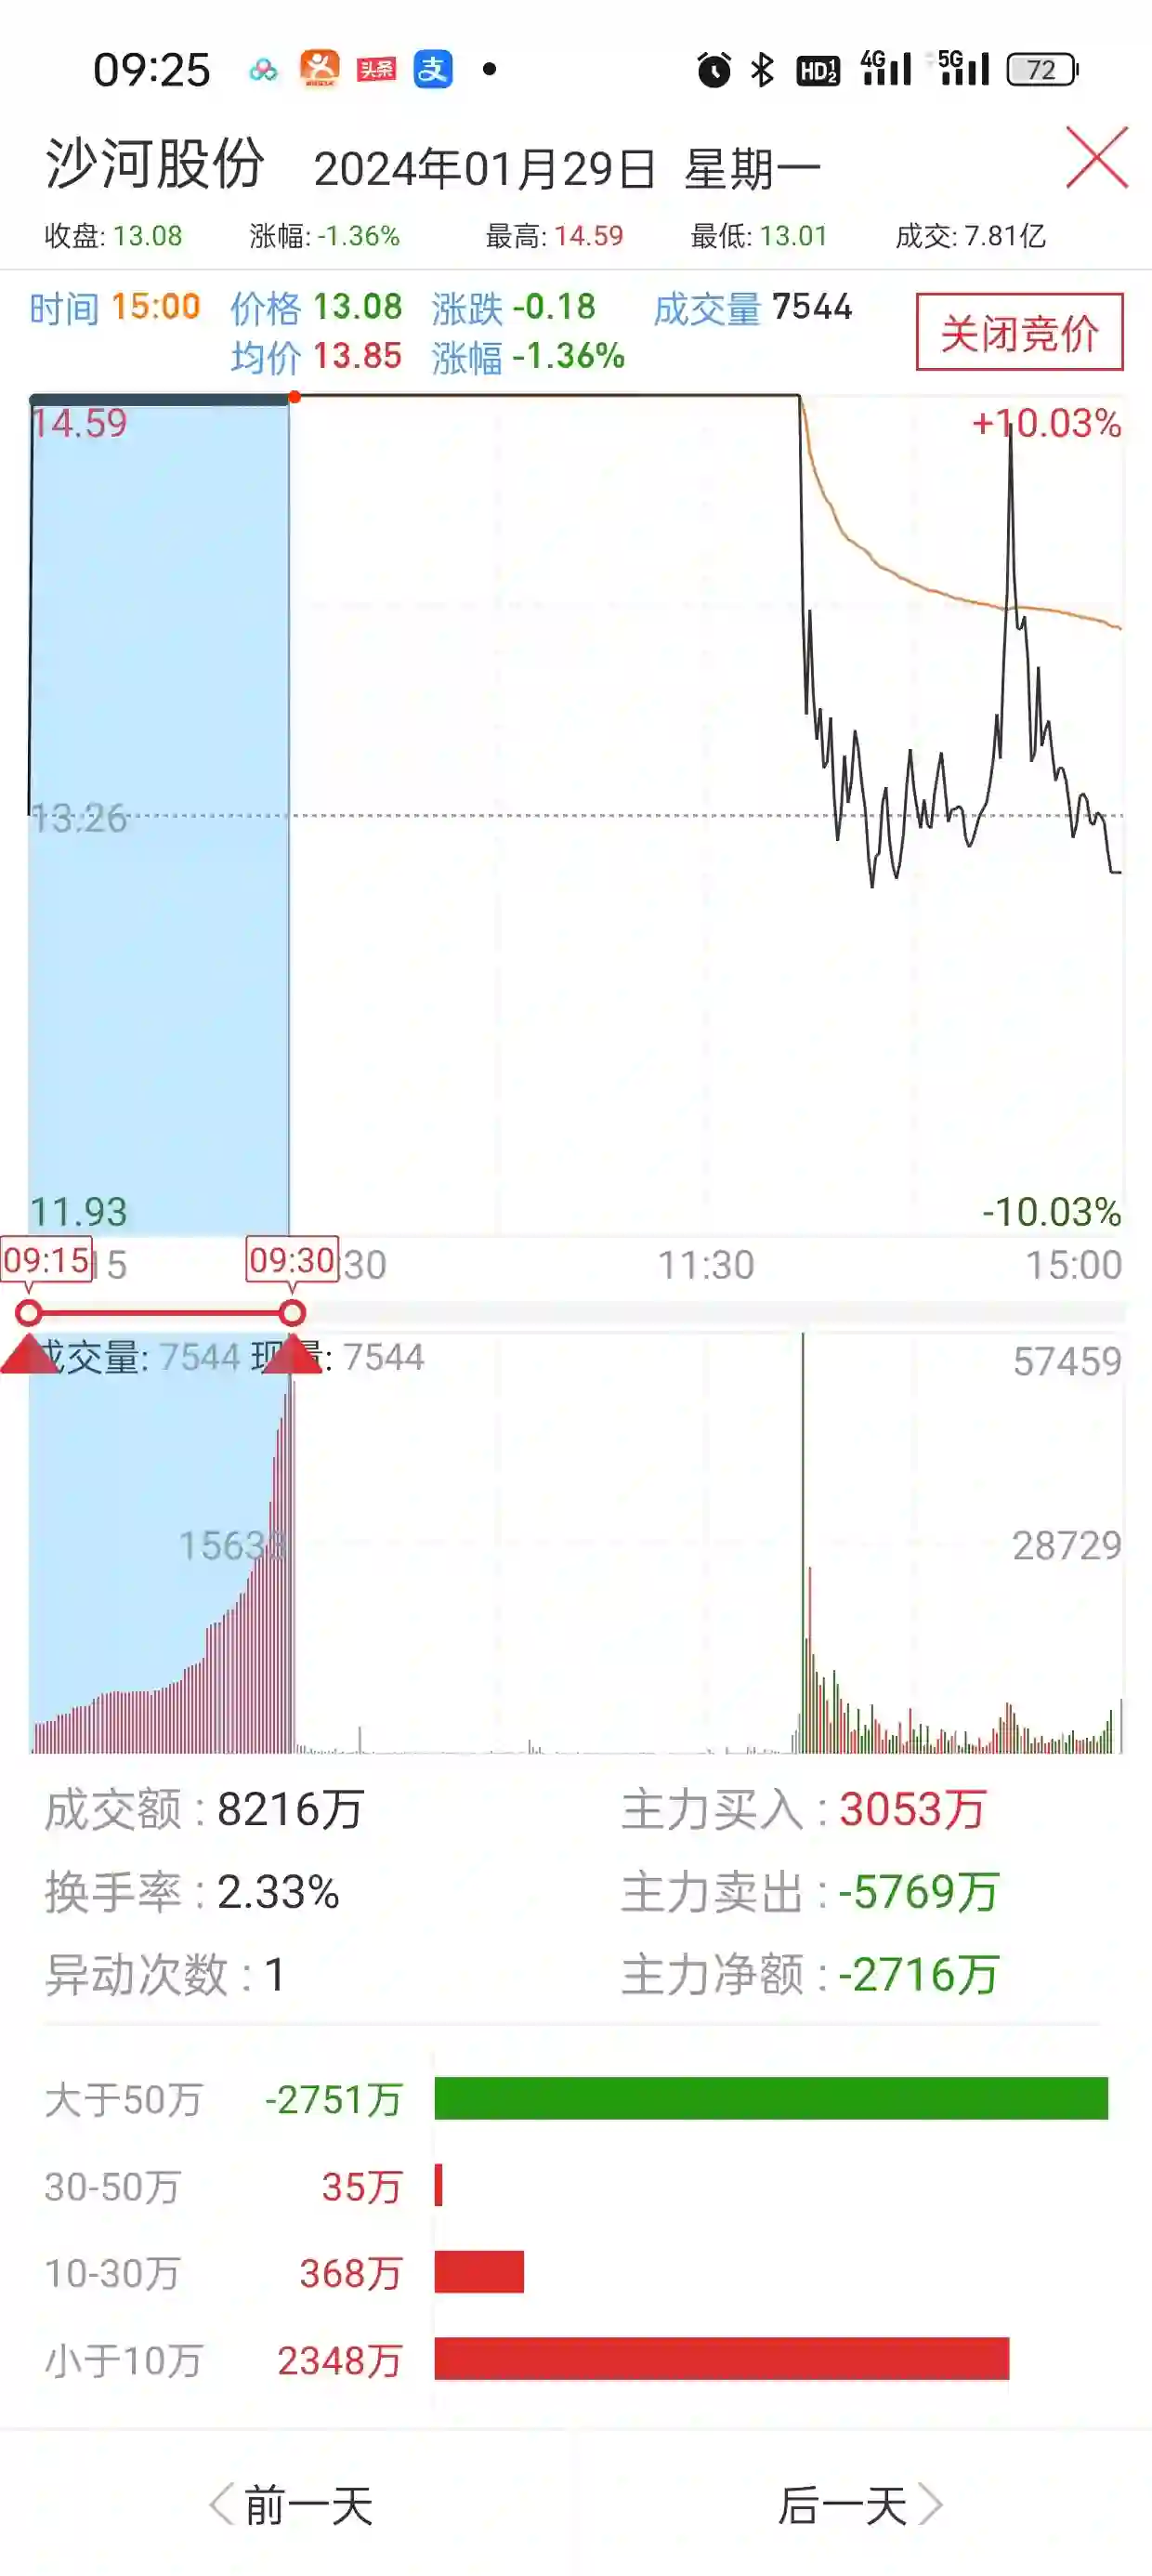 09:25 头条 支 HD 1 2 4G 5G 72
沙河股份 2024年01月29日 星期一
收盘: 13.08 涨幅: -1.36% 最高: 14.59 最低: 13.01 成交: 7.81亿
时间 15:00 价格 13.08 涨跌 -0.18 成交量 7544
均价 13.85 涨幅 -1.36%
关闭竞价
14.59 +10.03%
13.26
11.93 -10.03%
09:15 15 09:30 :30 11:30 15:00
成交量: 7544 现量: 7544 57459
1563 28729
成交额 : 8216万 主力买入 : 3053万
换手率 : 2.33% 主力卖出 : -5769万
异动次数 : 1 主力净额 : -2716万
大于50万 -2751万
30-50万 35万
10-30万 368万
小于10万 2348万
前一天 后一天